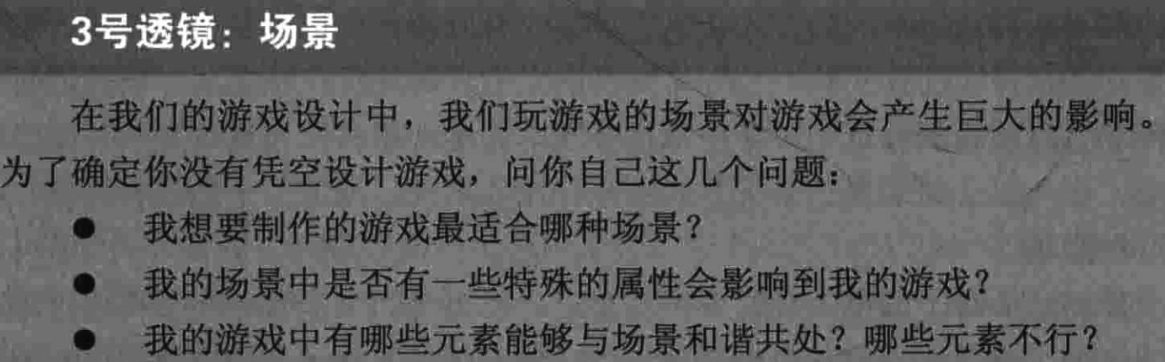 3号透镜：场景
在我们的游戏设计中，我们玩游戏的场景对游戏会产生巨大的影响。
为了确定你没有凭空设计游戏，问你自己这几个问题：
● 我想要制作的游戏最适合哪种场景？
● 我的场景中是否有一些特殊的属性会影响到我的游戏？
● 我的游戏中有哪些元素能够与场景和谐共处？哪些元素不行？